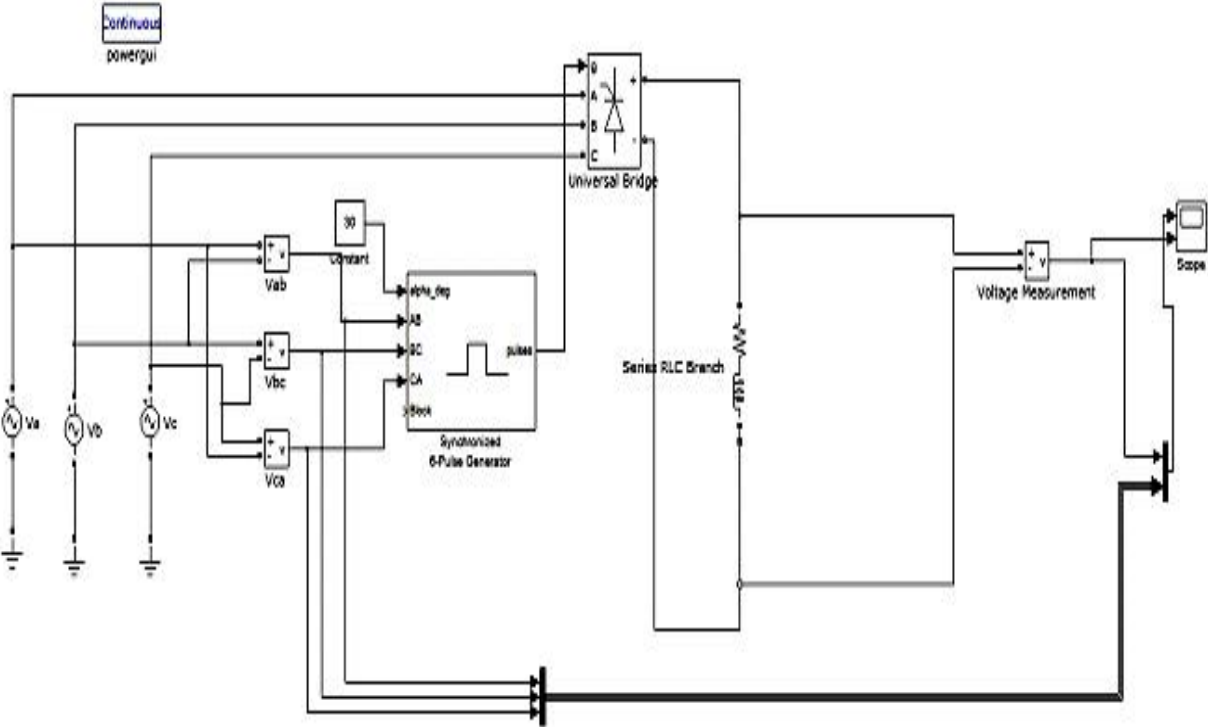 Continuous
powergui
g
A
B
C
+
-
Universal Bridge
30
Constant
+
-
v
Vab
+
-
v
Vbc
+
-
v
Vca
alpha_deg
AB
BC
CA
Block
pulses
Synchronized
6-Pulse Generator
Va
Vb
Vc
Series RLC Branch
+
-
v
Voltage Measurement
Scope